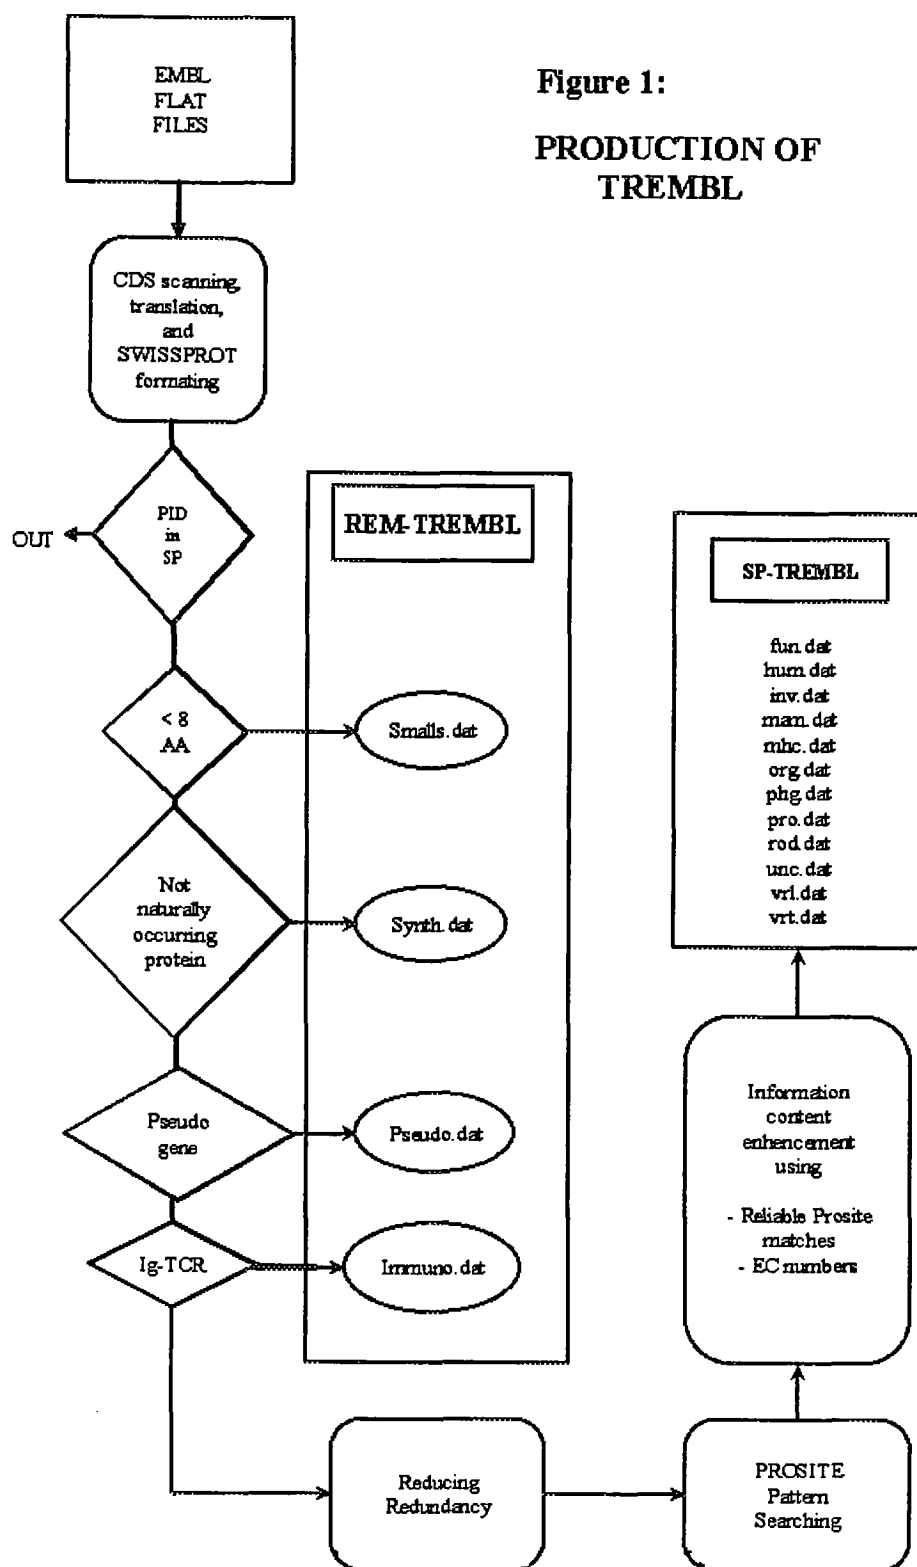 EMBL
FLAT
FILES
Figure 1:
PRODUCTION OF
TREMBL
CDS scanning,
translation,
and
SWISSPROT
formating
PID
in
SP
OUT
REM-TREMBL
SP-TREMBL
fun.dat
hum.dat
inv.dat
mam.dat
mhc.dat
org.dat
phg.dat
pro.dat
rod.dat
unc.dat
vrl.dat
vrt.dat
< 8
AA
Smalls.dat
Not
naturally
occurring
protein
Synth.dat
Pseudo
gene
Pseudo.dat
Ig-TCR
Immuno.dat
Information
content
enhancement
using
- Reliable Prosite
matches
- EC numbers
Reducing
Redundancy
PROSITE
Pattern
Searching